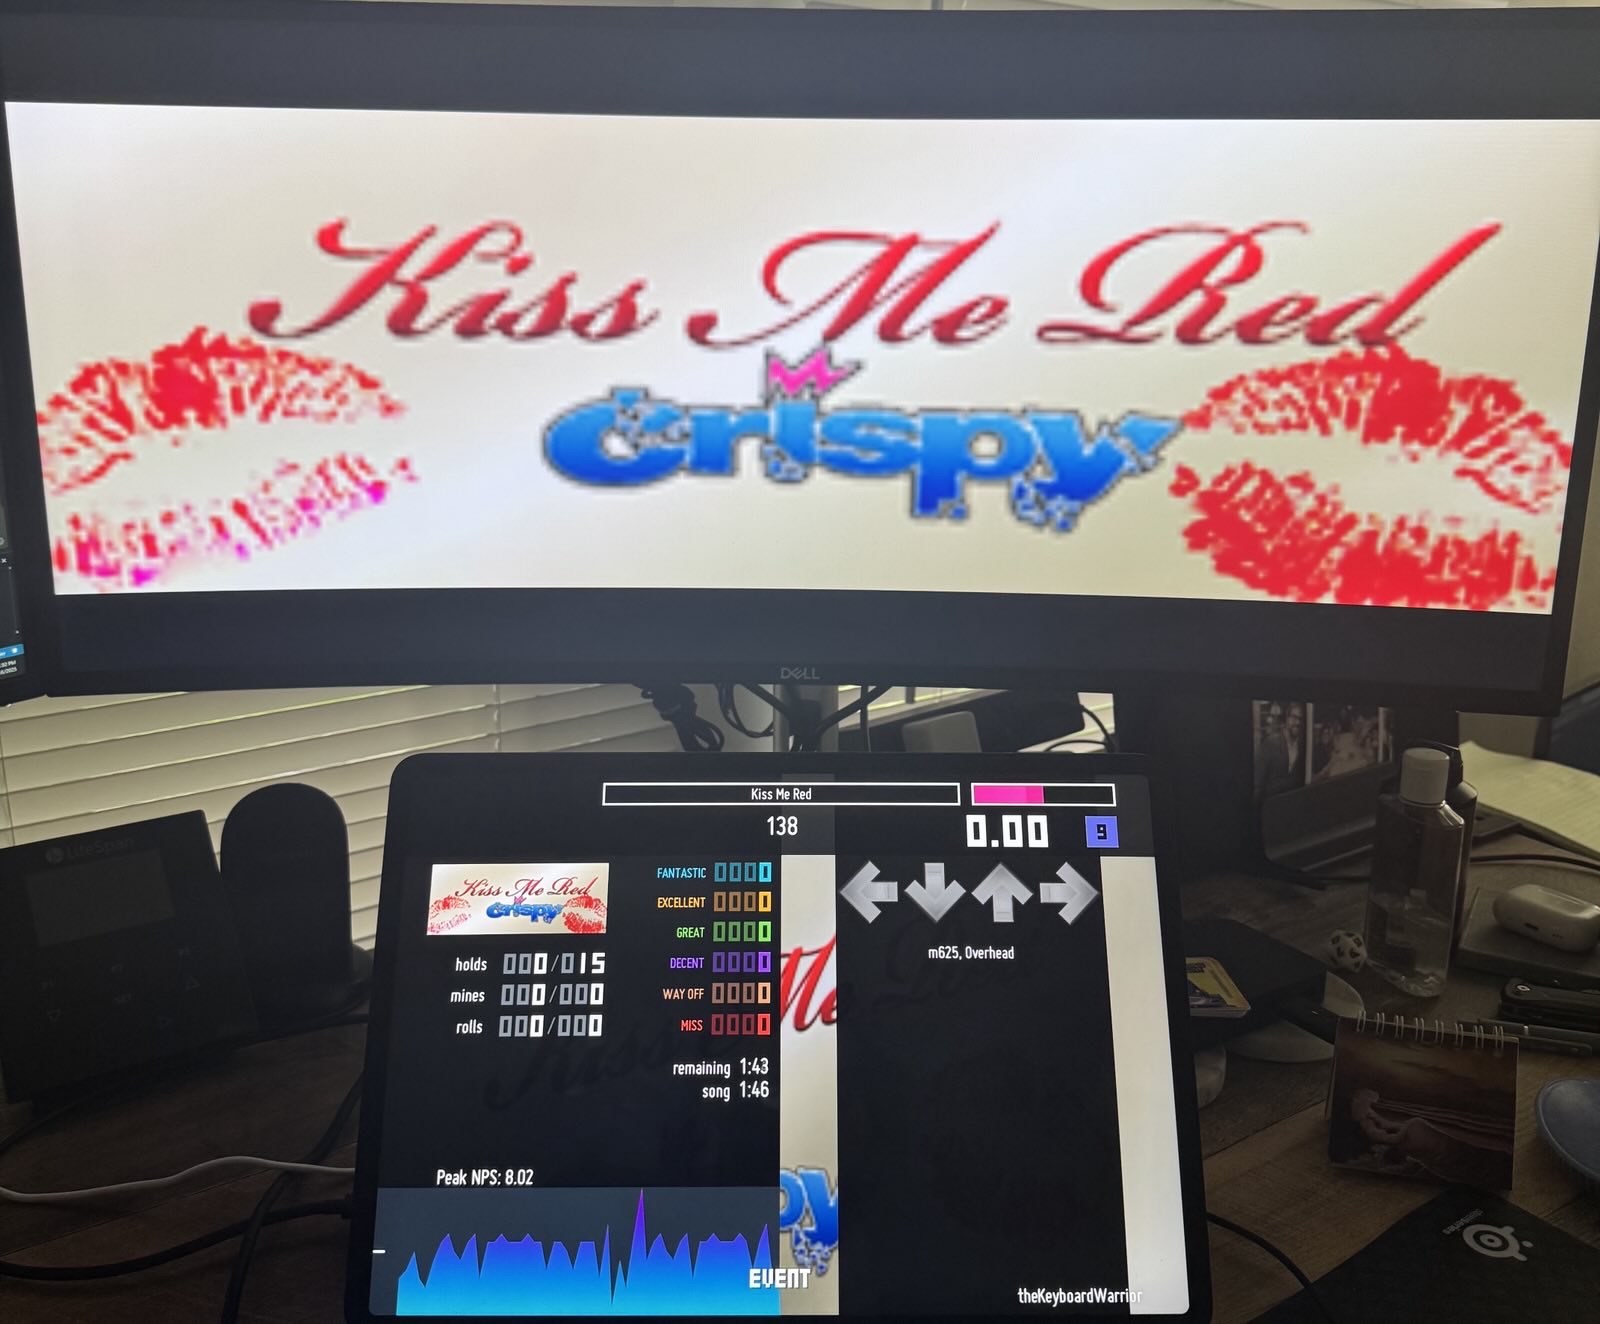 Kiss Me Red
Crispy
DELL
LiteSpan
Kiss Me Red
138
0.00
9
Kiss Me Red
Crispy
FANTASTIC 0000
EXCELLENT 0000
GREAT 0000
DECENT 0000
WAY OFF 0000
MISS 0000
holds 000/015
mines 000/000
rolls 000/000
m625, Overhead
remaining 1:43
song 1:46
Peak NPS: 8.02
EVENT
theKeyboardWarrior
steelseries